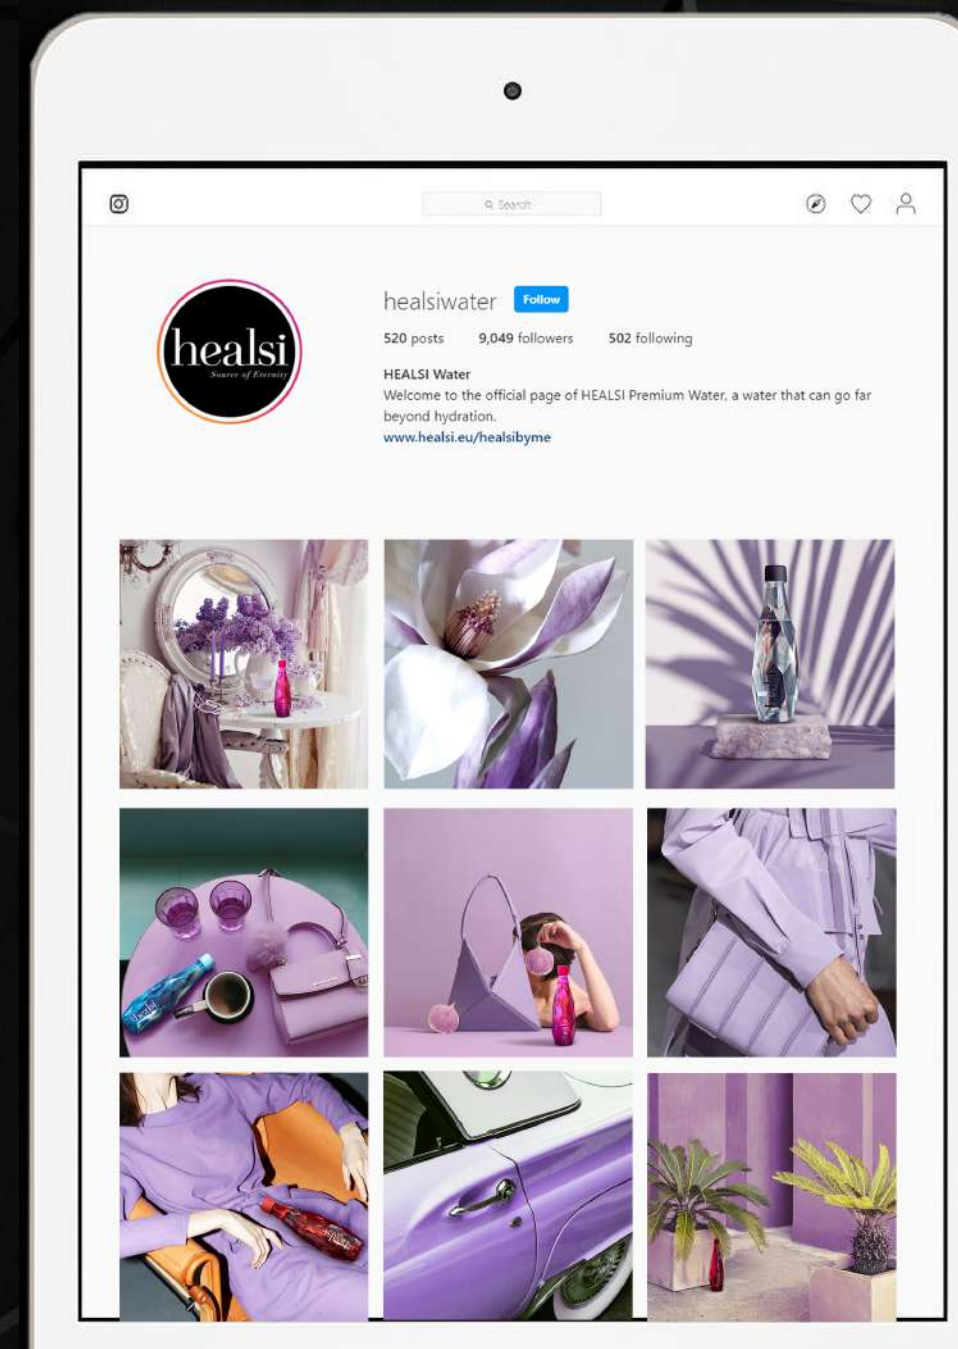 Search
healsiwater Follow
520 posts 9,049 followers 502 following
healsi
Source of Eternity
HEALSI Water
Welcome to the official page of HEALSI Premium Water, a water that can go far
beyond hydration.
www.healsi.eu/healsibyme
healsi